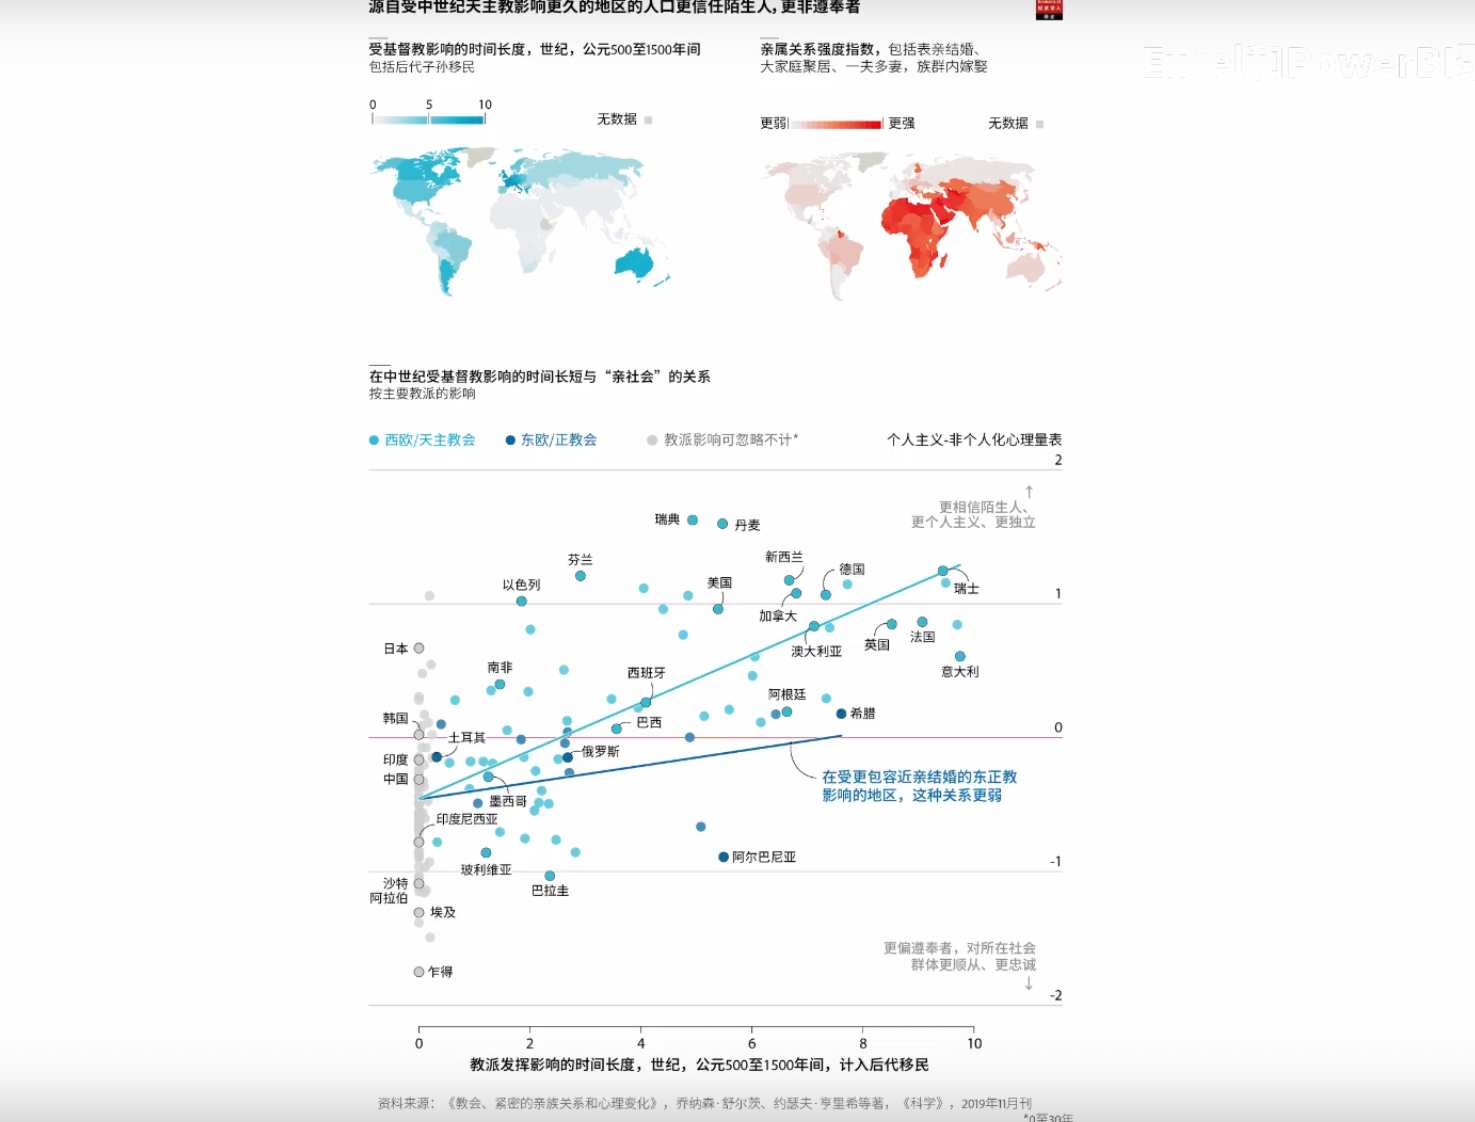 源自受中世纪天主教影响更久的地区的人口更信任陌生人, 更非遵奉者
受基督教影响的时间长度，世纪，公元500至1500年间
包括后代子孙移民
0 5 10
无数据
亲属关系强度指数，包括表亲结婚、
大家庭聚居、一夫多妻，族群内嫁娶
更弱 更强
无数据
在中世纪受基督教影响的时间长短与“亲社会”的关系
按主要教派的影响
西欧/天主教会 东欧/正教会 教派影响可忽略不计* 个人主义-非个人化心理量表
2
更相信陌生人、
更个人主义、更独立
瑞典 丹麦
芬兰 新西兰
德国
以色列 美国 瑞士
1
加拿大
英国 法国
日本 澳大利亚
南非 西班牙 意大利
阿根廷
韩国 巴西 希腊
0
土耳其 俄罗斯
印度
中国
在受更包容近亲结婚的东正教
影响的地区，这种关系更弱
墨西哥
印度尼西亚
阿尔巴尼亚
-1
玻利维亚
沙特
阿拉伯
巴拉圭
埃及
更偏遵奉者，对所在社会
群体更顺从、更忠诚
乍得
-2
0 2 4 6 8 10
教派发挥影响的时间长度，世纪，公元500至1500年间，计入后代移民
资料来源：《教会、紧密的亲族关系和心理变化》，乔纳森·舒尔茨、约瑟夫·亨里希等著，《科学》，2019年11月刊
*0至30年